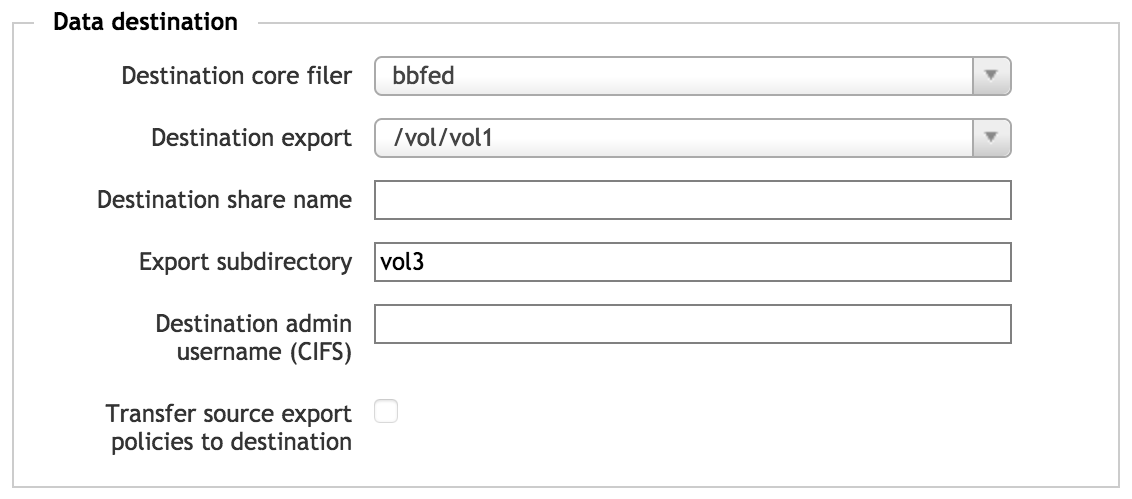 Data destination
Destination core filer bbfed
Destination export /vol/vol1
Destination share name
Export subdirectory vol3
Destination admin
username (CIFS)
Transfer source export
policies to destination